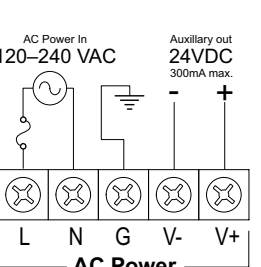 AC Power In
120–240 VAC
Auxillary out
24VDC
300mA max.
- +
L N G V- V+
AC Power